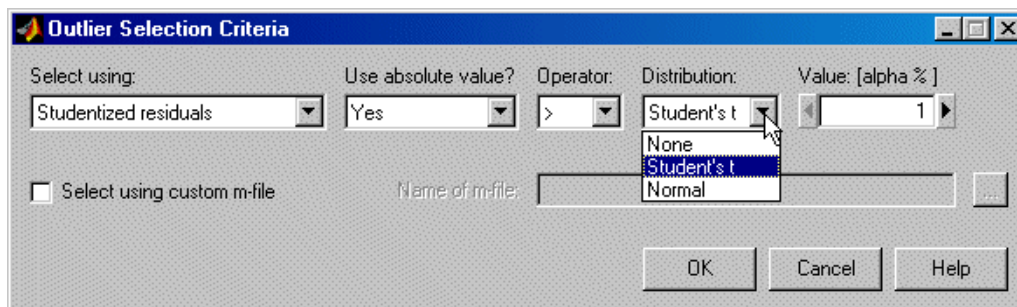 Outlier Selection Criteria
Select using: Use absolute value? Operator: Distribution: Value: [alpha % ]
Studentized residuals Yes > Student's t 1
None
Student's t
Normal
Select using custom m-file Name of m-file: ...
OK Cancel Help